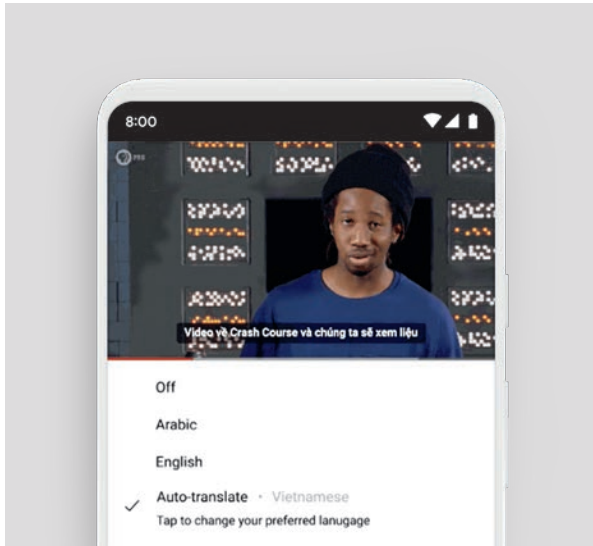 8:00
PBS
Video về Crash Course và chúng ta sẽ xem liệu
Off
Arabic
English
Auto-translate • Vietnamese
Tap to change your preferred lanugage